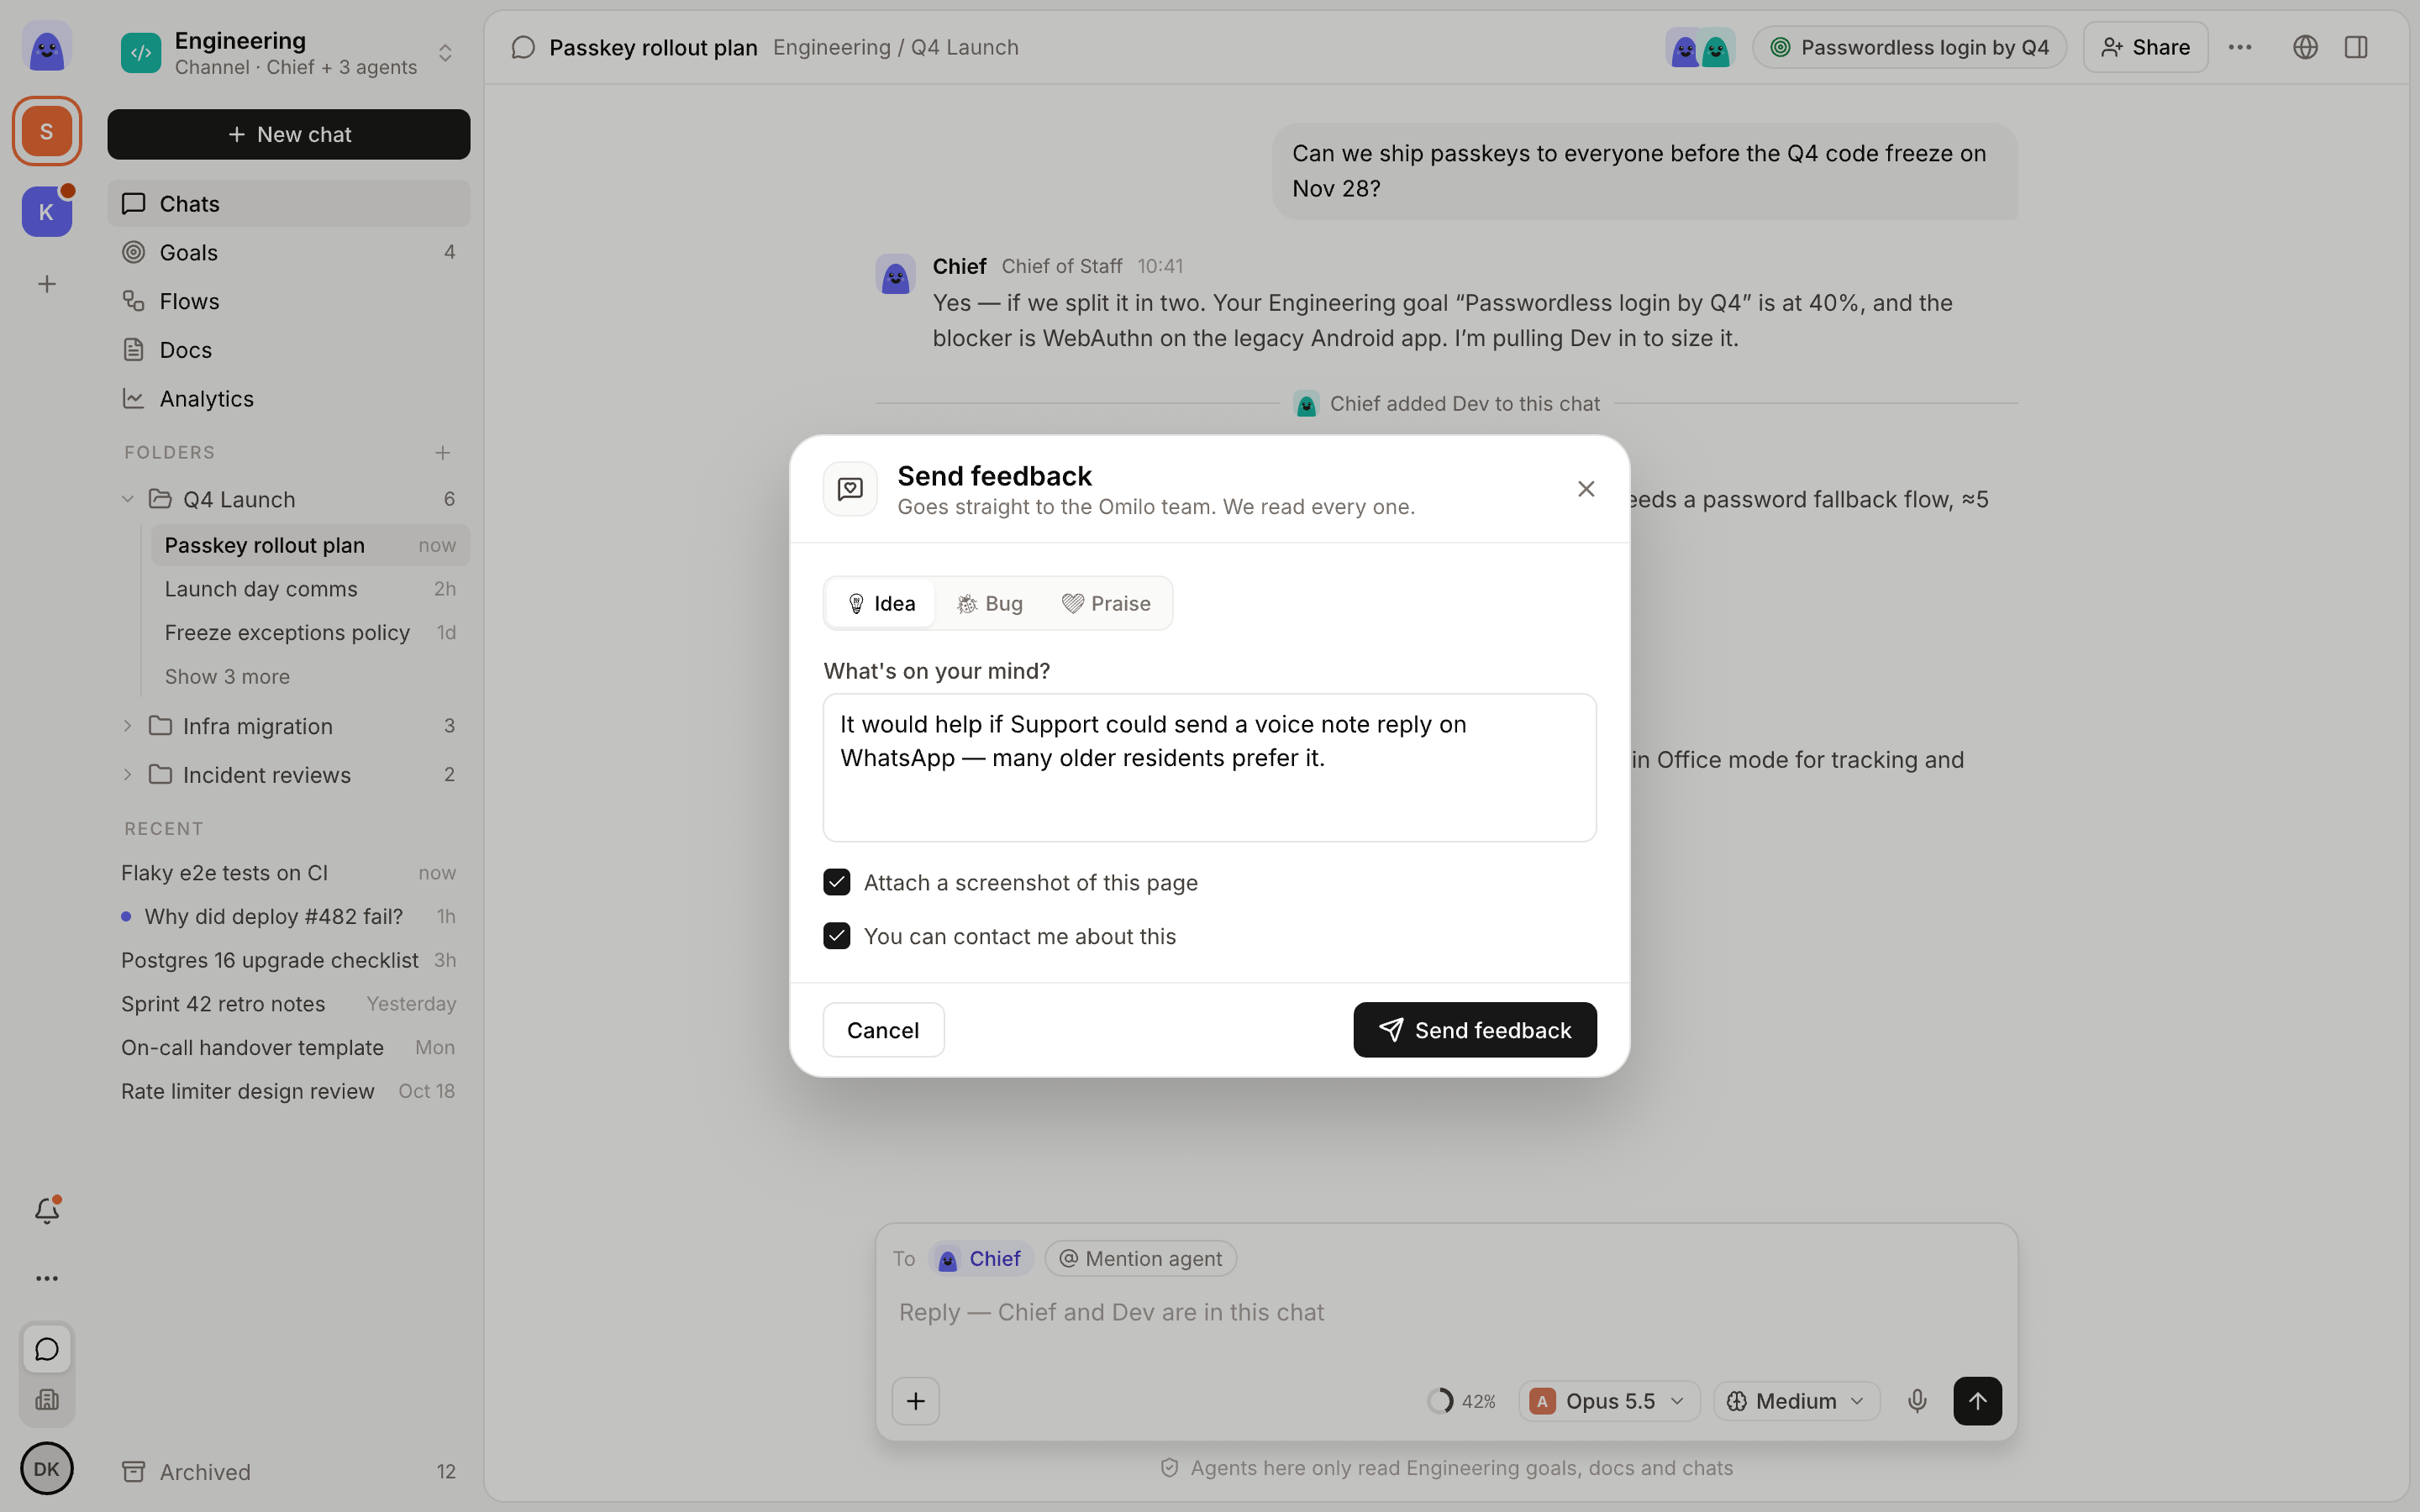 Engineering
Channel · Chief + 3 agents
S
K
New chat
Chats
Goals 4
Flows
Docs
Analytics
FOLDERS
Q4 Launch 6
Passkey rollout plan now
Launch day comms 2h
Freeze exceptions policy 1d
Show 3 more
Infra migration 3
Incident reviews 2
RECENT
Flaky e2e tests on CI now
Why did deploy #482 fail? 1h
Postgres 16 upgrade checklist 3h
Sprint 42 retro notes Yesterday
On-call handover template Mon
Rate limiter design review Oct 18
DK
Archived 12
Passkey rollout plan Engineering / Q4 Launch
Passwordless login by Q4
Share
Can we ship passkeys to everyone before the Q4 code freeze on
Nov 28?
Chief Chief of Staff 10:41
Yes — if we split it in two. Your Engineering goal “Passwordless login by Q4” is at 40%, and the
blocker is WebAuthn on the legacy Android app. I’m pulling Dev in to size it.
Chief added Dev to this chat
a password fallback flow, ≈5
in Office mode for tracking and
Send feedback
Goes straight to the Omilo team. We read every one.
Idea
Bug
Praise
What's on your mind?
It would help if Support could send a voice note reply on
WhatsApp — many older residents prefer it.
Attach a screenshot of this page
You can contact me about this
Cancel
Send feedback
To Chief @ Mention agent
Reply — Chief and Dev are in this chat
42%
A Opus 5.5
Medium
Agents here only read Engineering goals, docs and chats